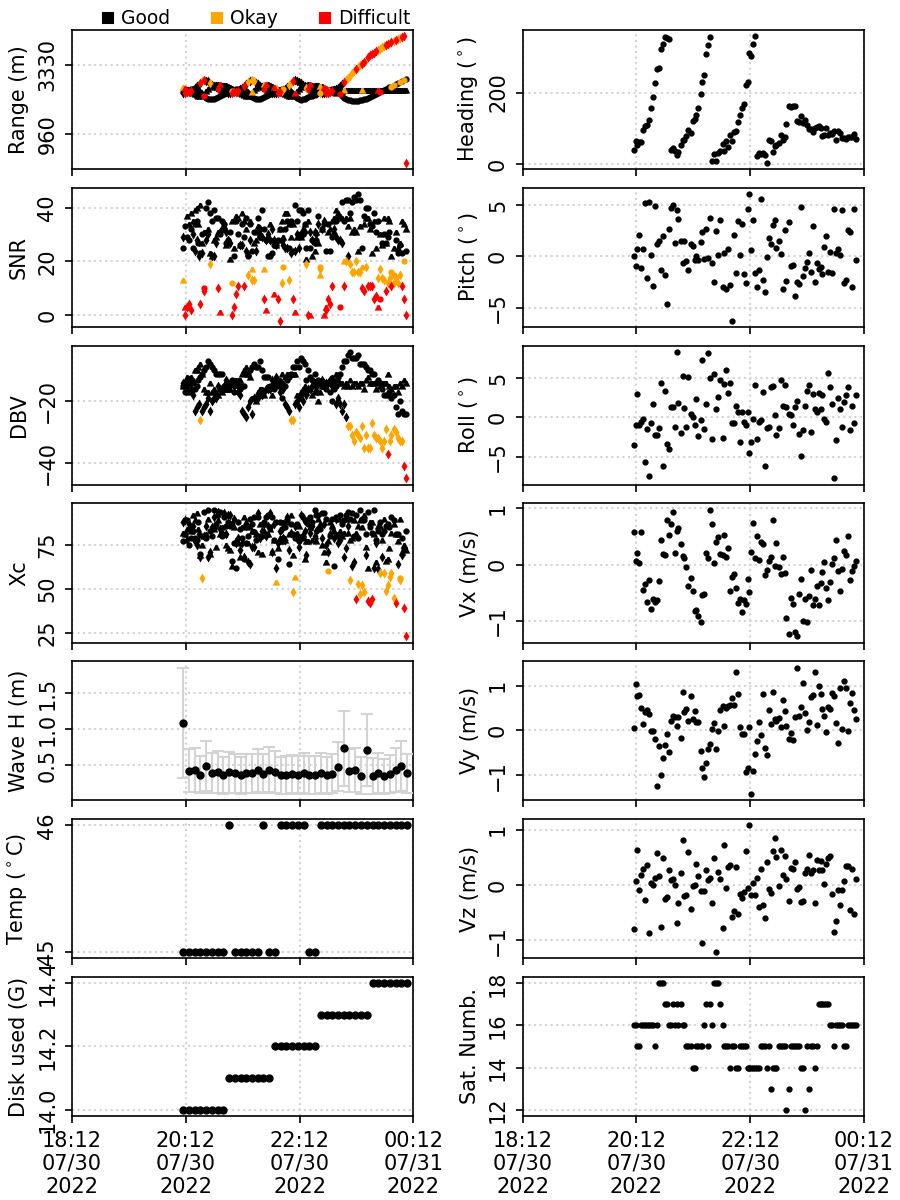 Good Okay Difficult
Range (m)
3330
960
Heading (°)
200
0
SNR
40
20
0
Pitch (°)
5
0
−5
DBV
−20
−40
Roll (°)
5
0
−5
Xc
75
50
25
Vx (m/s)
1
0
−1
Wave H (m)
1.5
1.0
0.5
Vy (m/s)
1
0
−1
Temp (°C)
46
45
Vz (m/s)
1
0
−1
Disk used (G)
14.4
14.2
14.0
Sat. Numb.
18
16
14
12
18:12 20:12 22:12 00:12 18:12 20:12 22:12 00:12
07/30 07/30 07/30 07/31 07/30 07/30 07/30 07/31
2022 2022 2022 2022 2022 2022 2022 2022